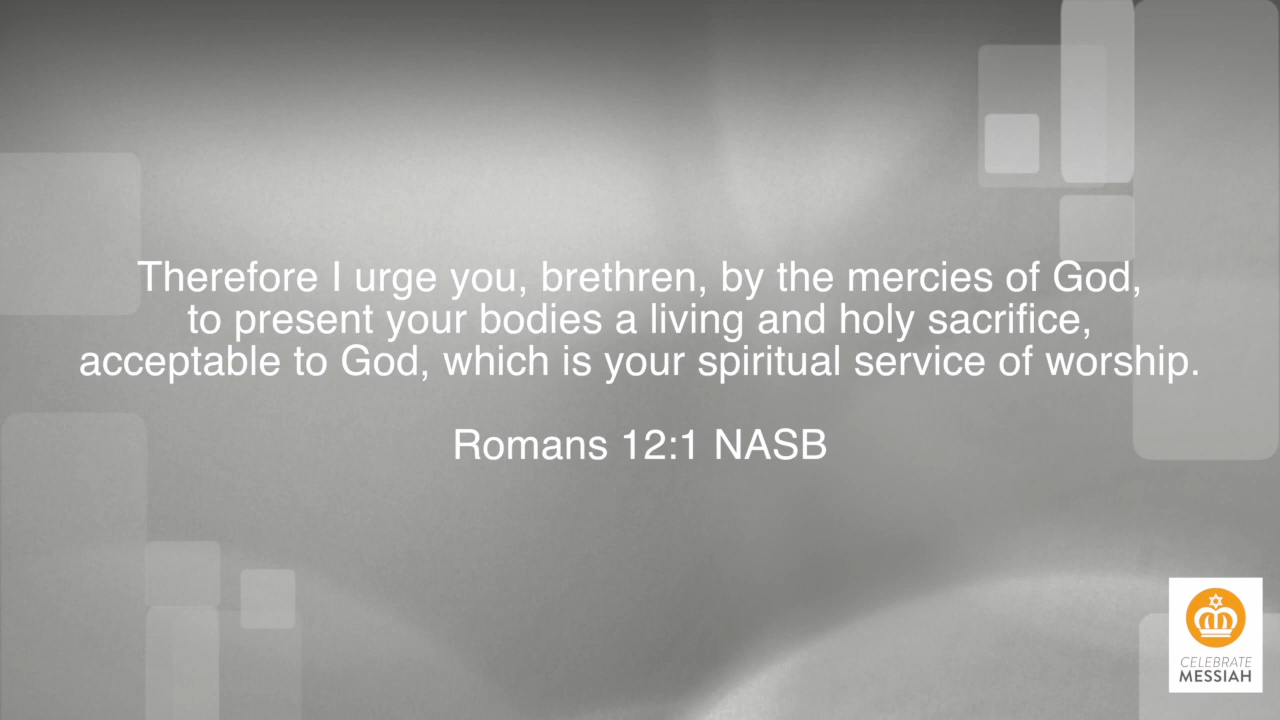 Therefore I urge you, brethren, by the mercies of God,
to present your bodies a living and holy sacrifice,
acceptable to God, which is your spiritual service of worship.
Romans 12:1 NASB
CELEBRATE
MESSIAH